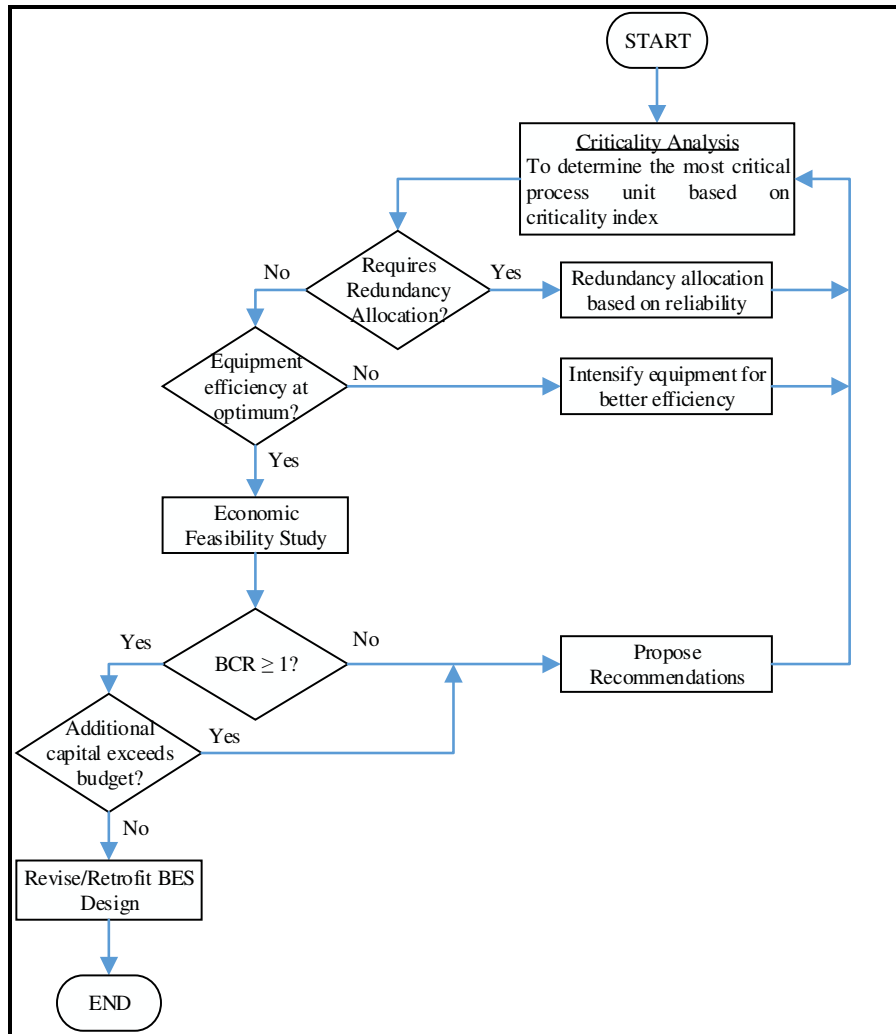 START
Criticality Analysis
To determine the most critical
process unit based on
criticality index
No
Requires
Redundancy
Allocation?
Yes
Redundancy allocation
based on reliability
Equipment
efficiency at
optimum?
No
Intensify equipment for
better efficiency
Yes
Economic
Feasibility Study
Yes
BCR ≥ 1?
No
Propose
Recommendations
Additional
capital exceeds
budget?
Yes
No
Revise/Retrofit BES
Design
END